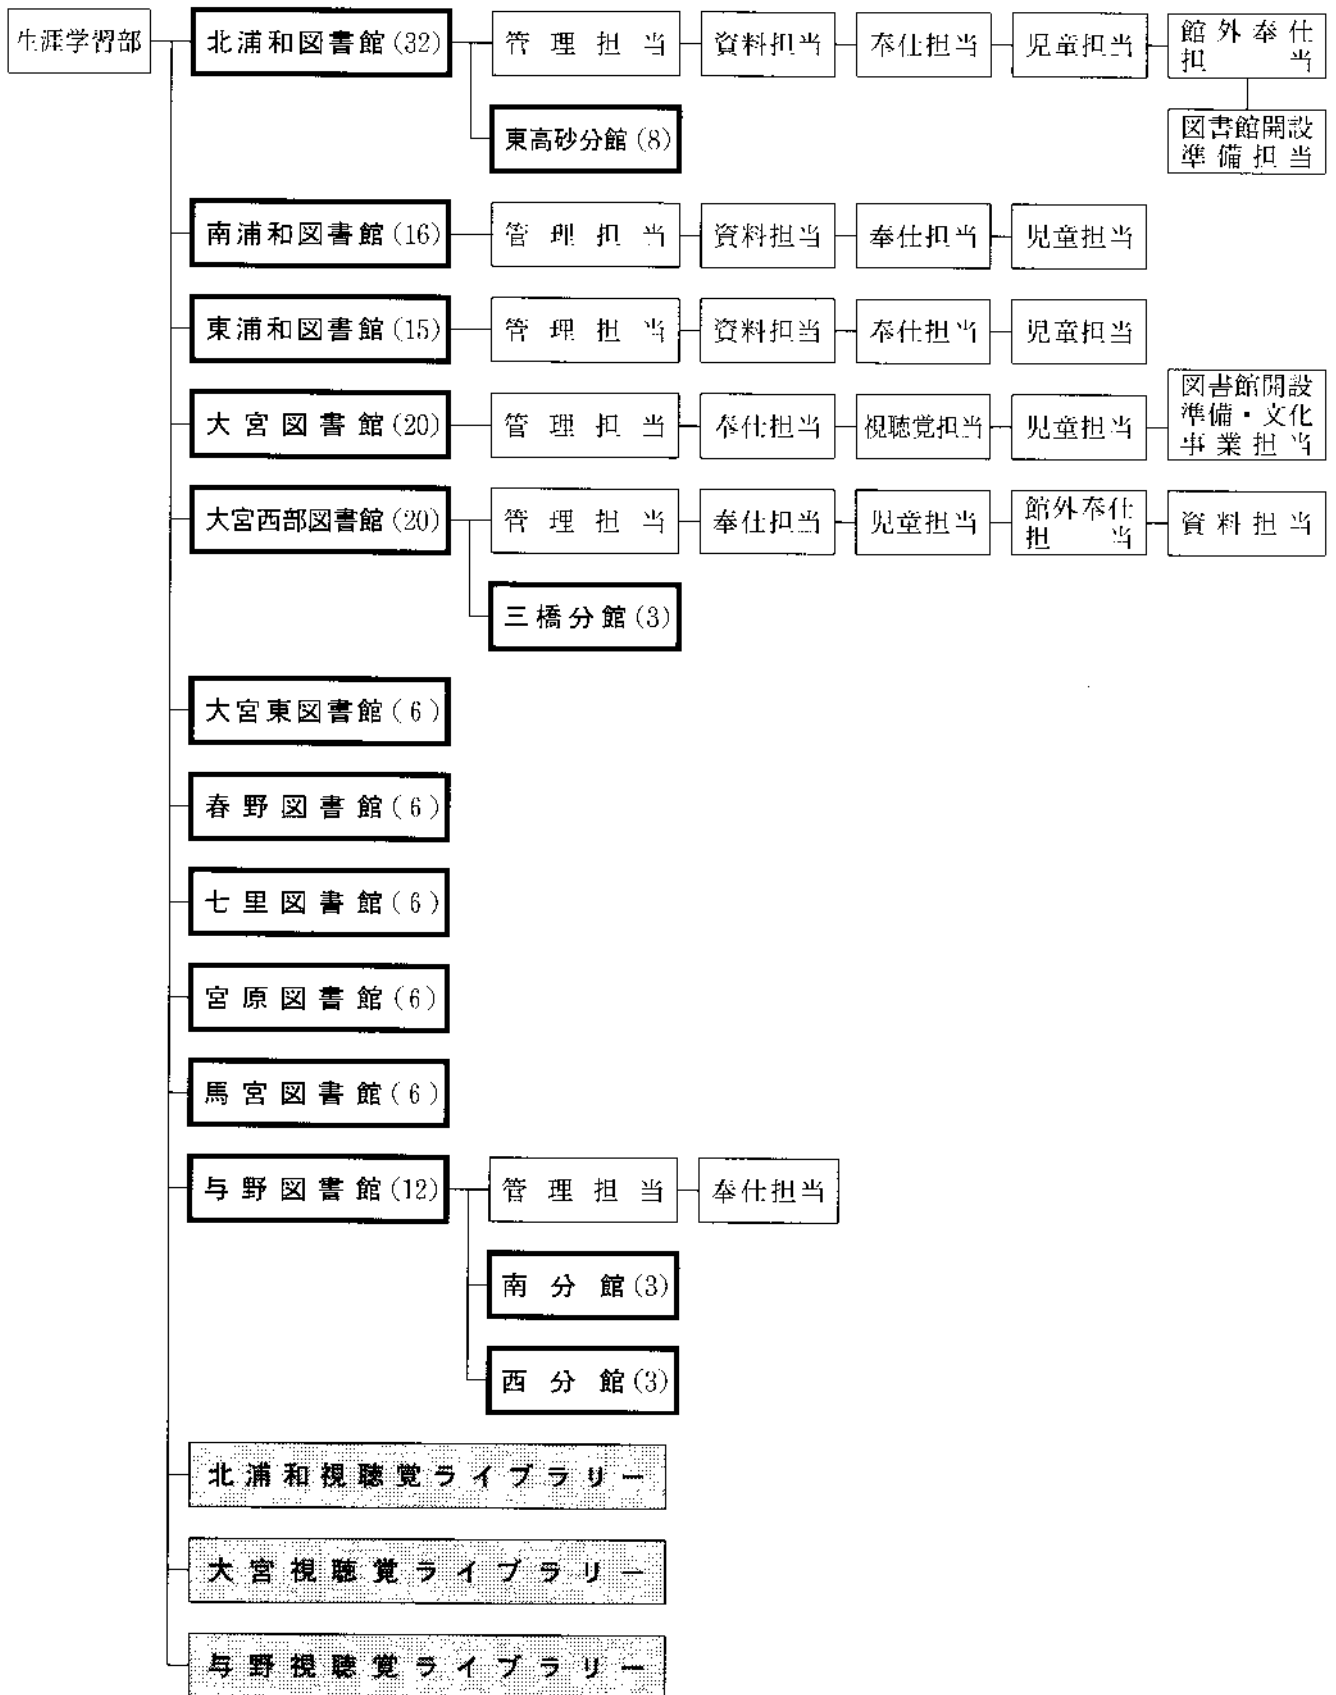 生涯学習部
北浦和図書館(32)
管理担当
資料担当
奉仕担当
児童担当
館外奉仕
担当
東高砂分館(8)
図書館開設
準備担当
南浦和図書館(16)
管理担当
資料担当
奉仕担当
児童担当
東浦和図書館(15)
管理担当
資料担当
奉仕担当
児童担当
大宮図書館(20)
管理担当
奉仕担当
視聴覚担当
児童担当
図書館開設
準備・文化
事業担当
大宮西部図書館(20)
管理担当
奉仕担当
児童担当
館外奉仕
担当
資料担当
三橋分館(3)
大宮東図書館(6)
春野図書館(6)
七里図書館(6)
宮原図書館(6)
馬宮図書館(6)
与野図書館(12)
管理担当
奉仕担当
南分館(3)
西分館(3)
北浦和視聴覚ライブラリー
大宮視聴覚ライブラリー
与野視聴覚ライブラリー